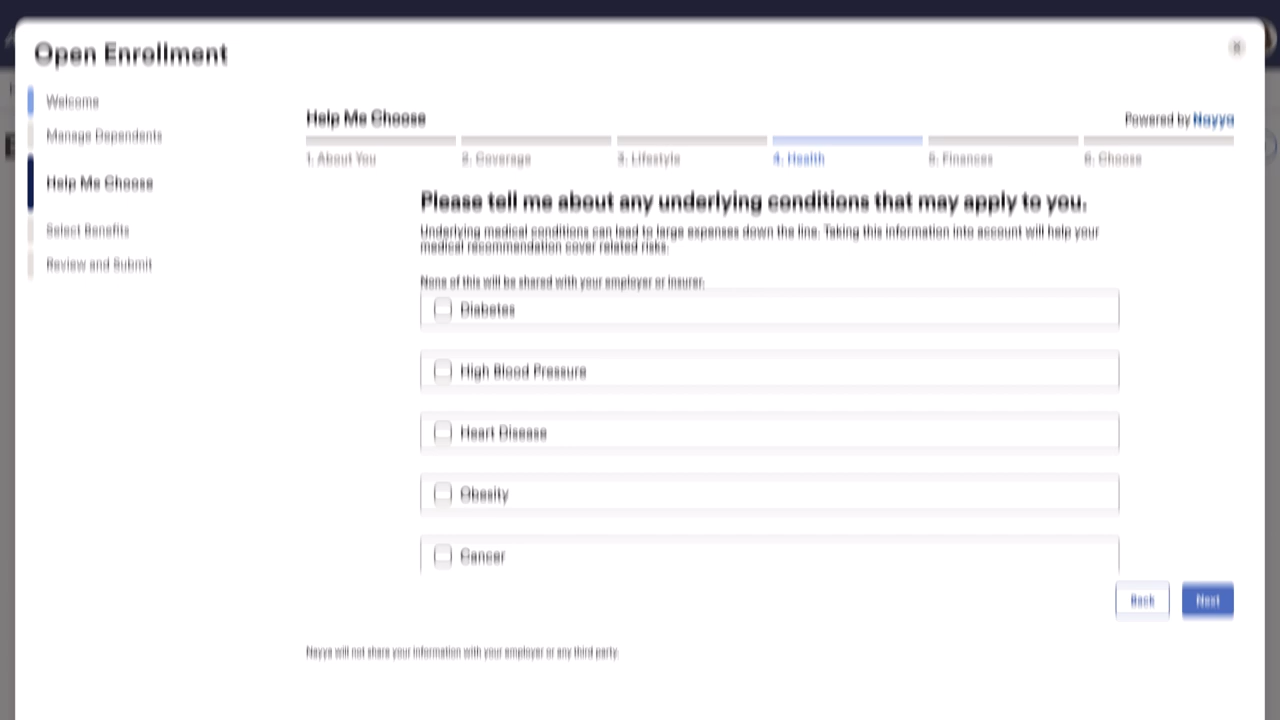 Open Enrollment
Welcome
Manage Dependents
Help Me Choose
Select Benefits
Review and Submit
Help Me Choose
Powered by Nayya
1. About You
2. Coverage
3. Lifestyle
4. Health
5. Finances
6. Choose
Please tell me about any underlying conditions that may apply to you.
Underlying medical conditions can lead to large expenses down the line. Taking this information into account will help your
medical recommendation cover related risks.
None of this will be shared with your employer or insurer.
Diabetes
High Blood Pressure
Heart Disease
Obesity
Cancer
Back
Next
Nayya will not share your information with your employer or any third party.